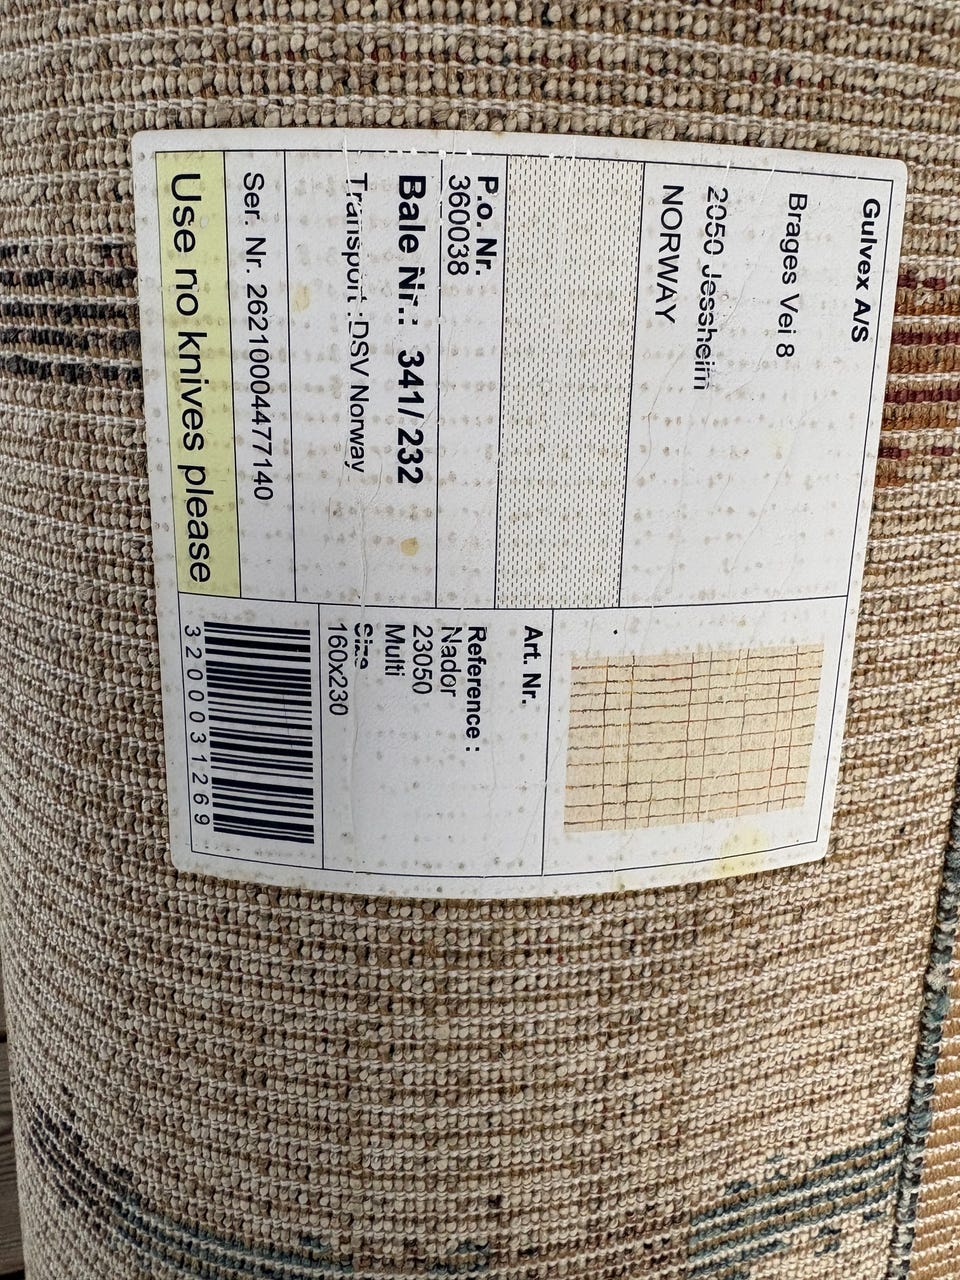 Gulvex A/S
Brages Vei 8
2050 Jessheim
NORWAY
P.o. Nr.
360038
Bale Nr.: 341/ 232
Transport :DSV Norway
Ser. Nr. 26210004477140
Use no knives please
Art. Nr.
Reference :
Nador
23050
Multi
Size
160x230
3200031269